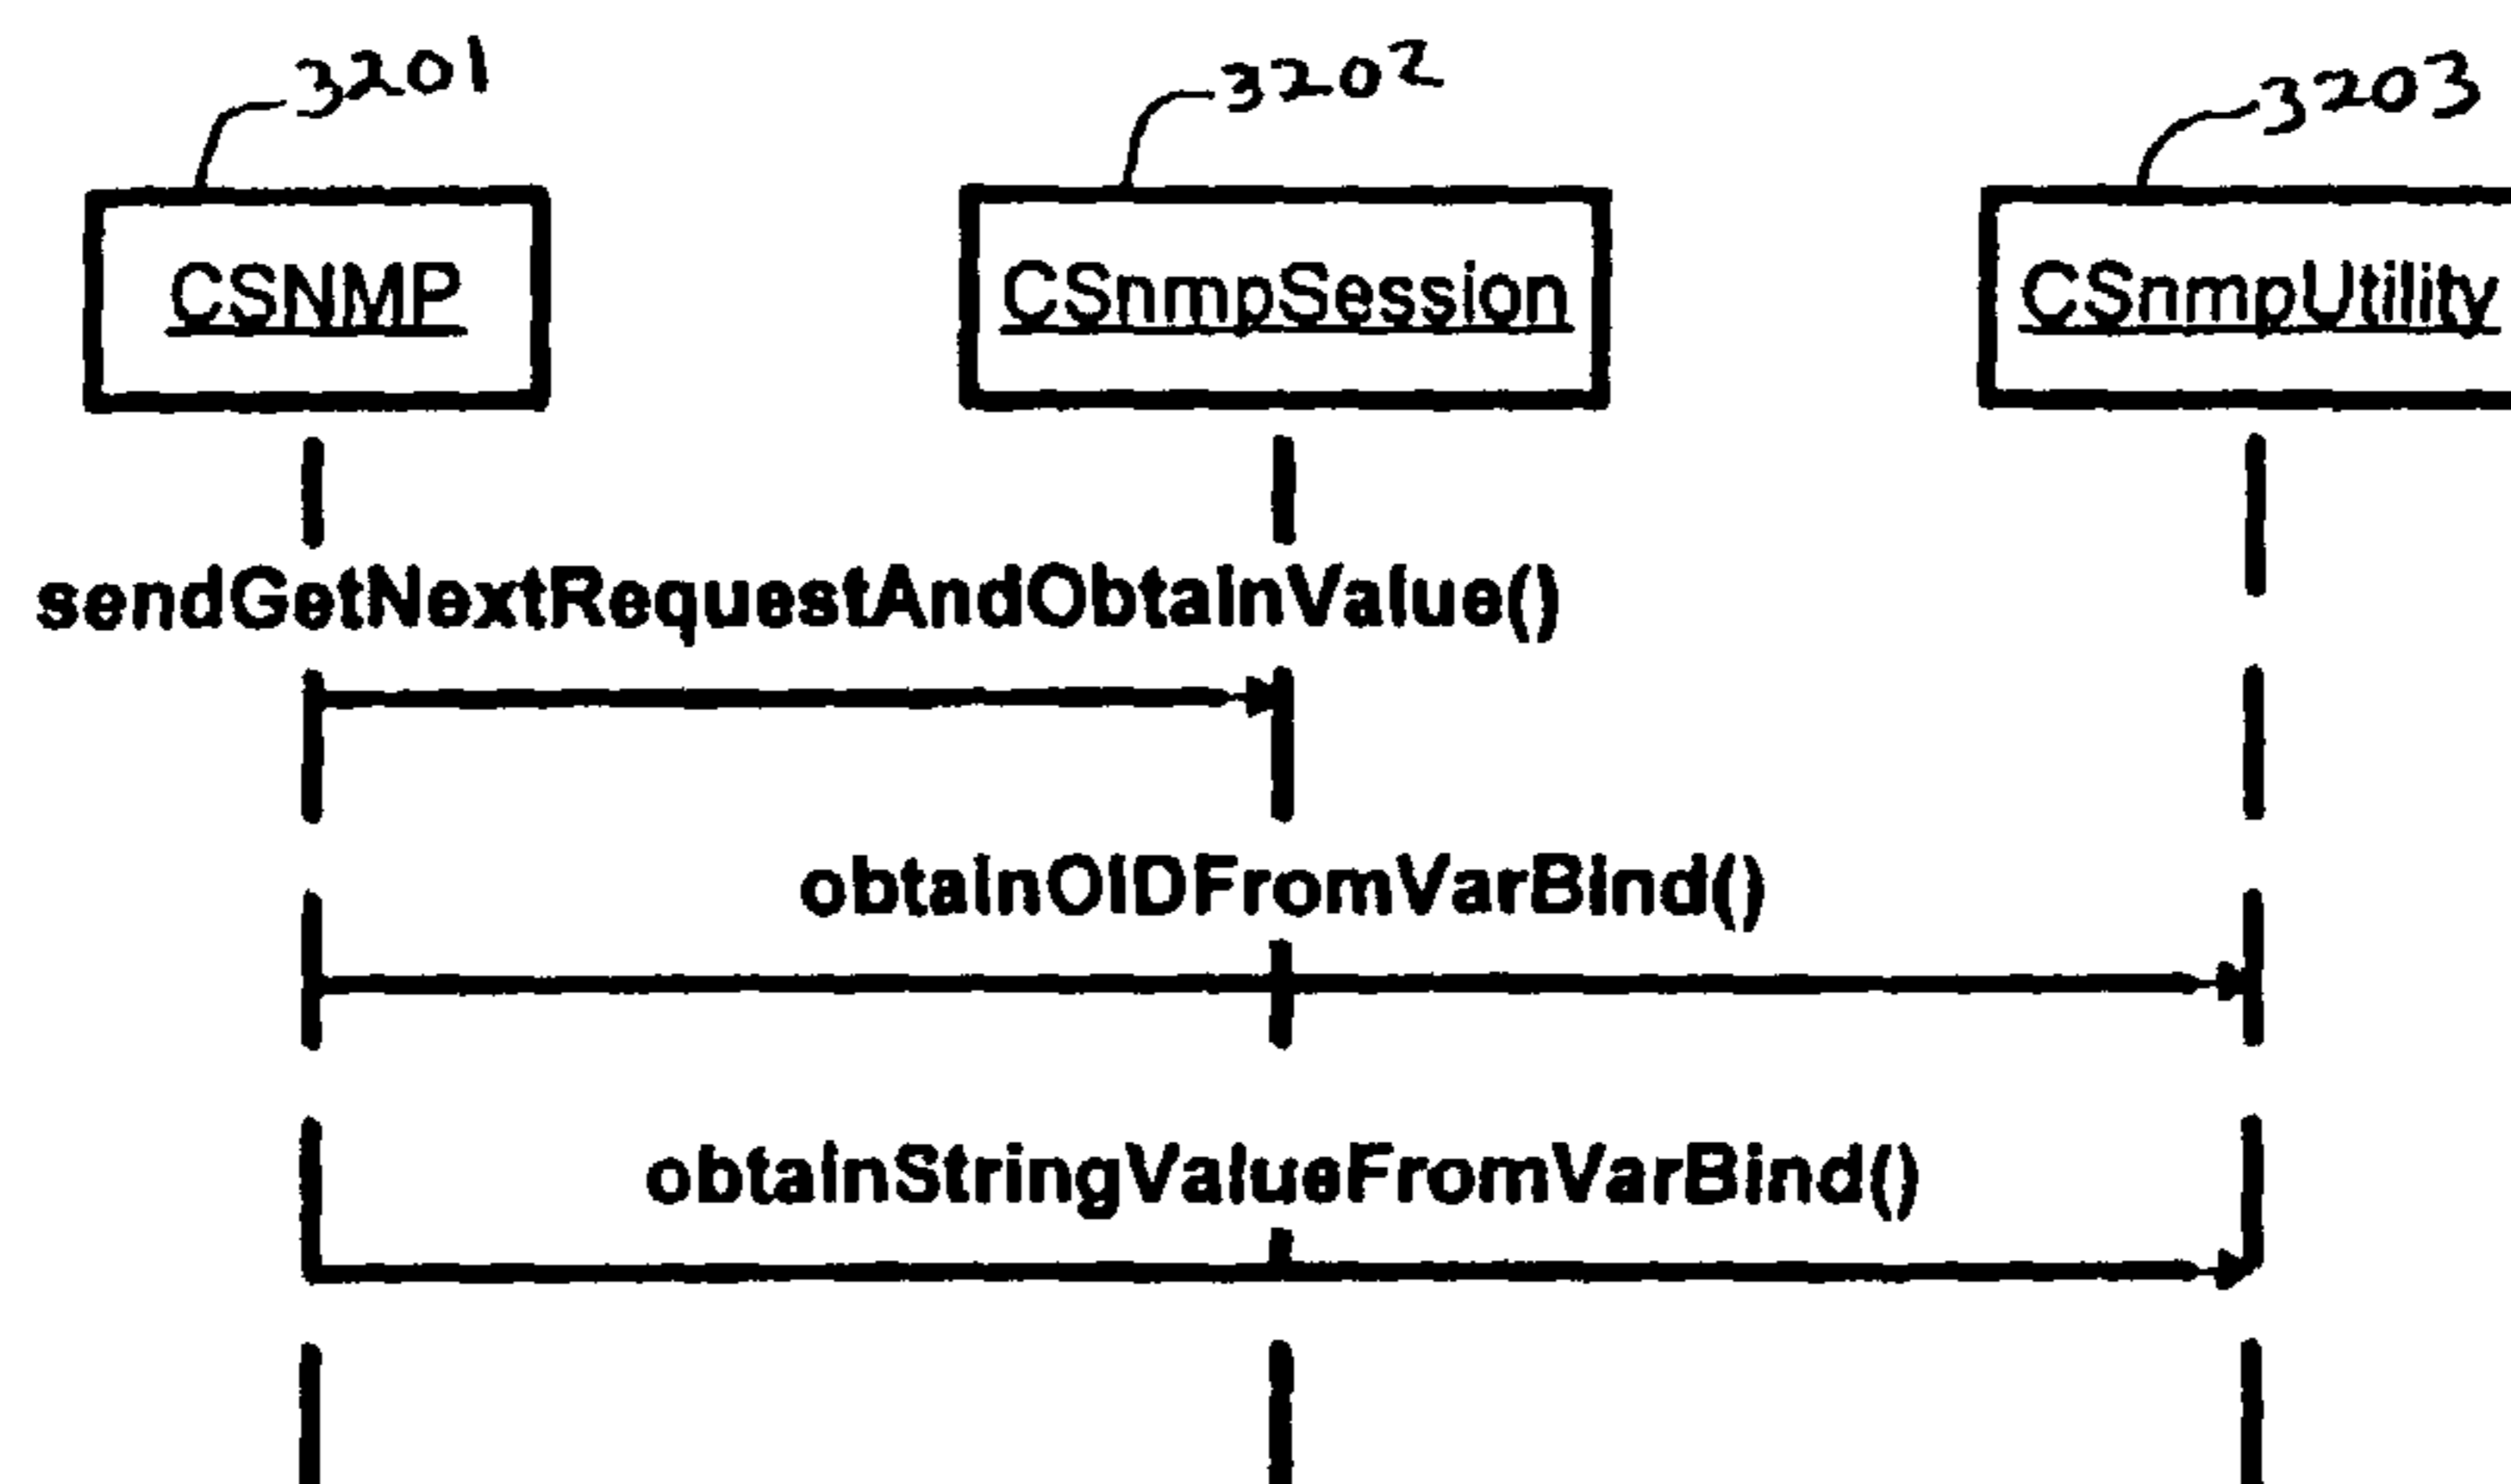 3201 3202 3203
CSNMP CSnmpSession CSnmpUtility
sendGetNextRequestAndObtainValue()
obtainOIDFromVarBind()
obtainStringValueFromVarBind()